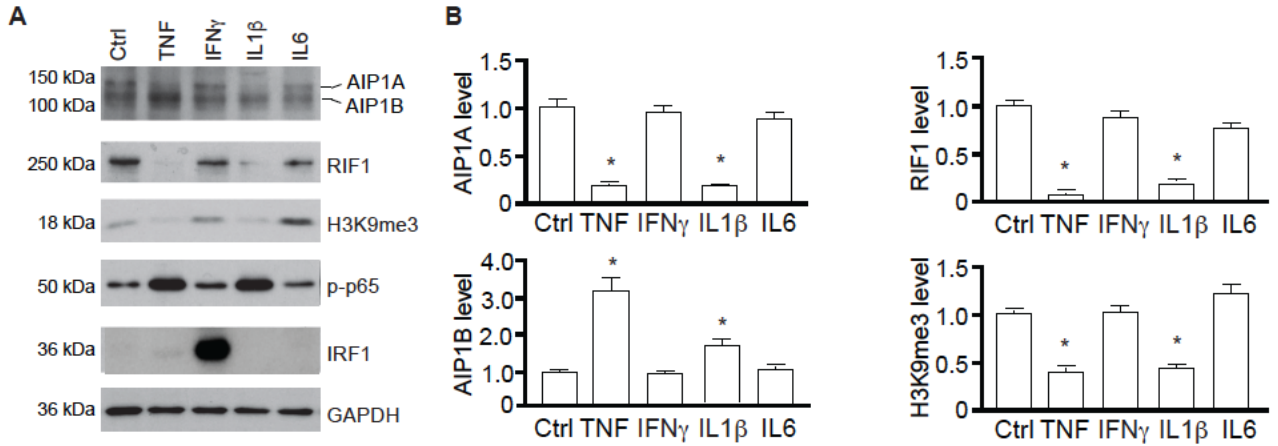 A
Ctrl TNF IFNγ IL1β IL6
150 kDa
100 kDa
AIP1A
AIP1B
250 kDa
RIF1
18 kDa
H3K9me3
50 kDa
p-p65
36 kDa
IRF1
36 kDa
GAPDH
B
AIP1A level
1.5
1.0
0.5
0
* *
Ctrl TNF IFNγ IL1β IL6
RIF1 level
1.5
1.0
0.5
0
* *
Ctrl TNF IFNγ IL1β IL6
AIP1B level
4.0
3.0
2.0
1.0
0
* *
Ctrl TNF IFNγ IL1β IL6
H3K9me3 level
1.5
1.0
0.5
0
* *
Ctrl TNF IFNγ IL1β IL6